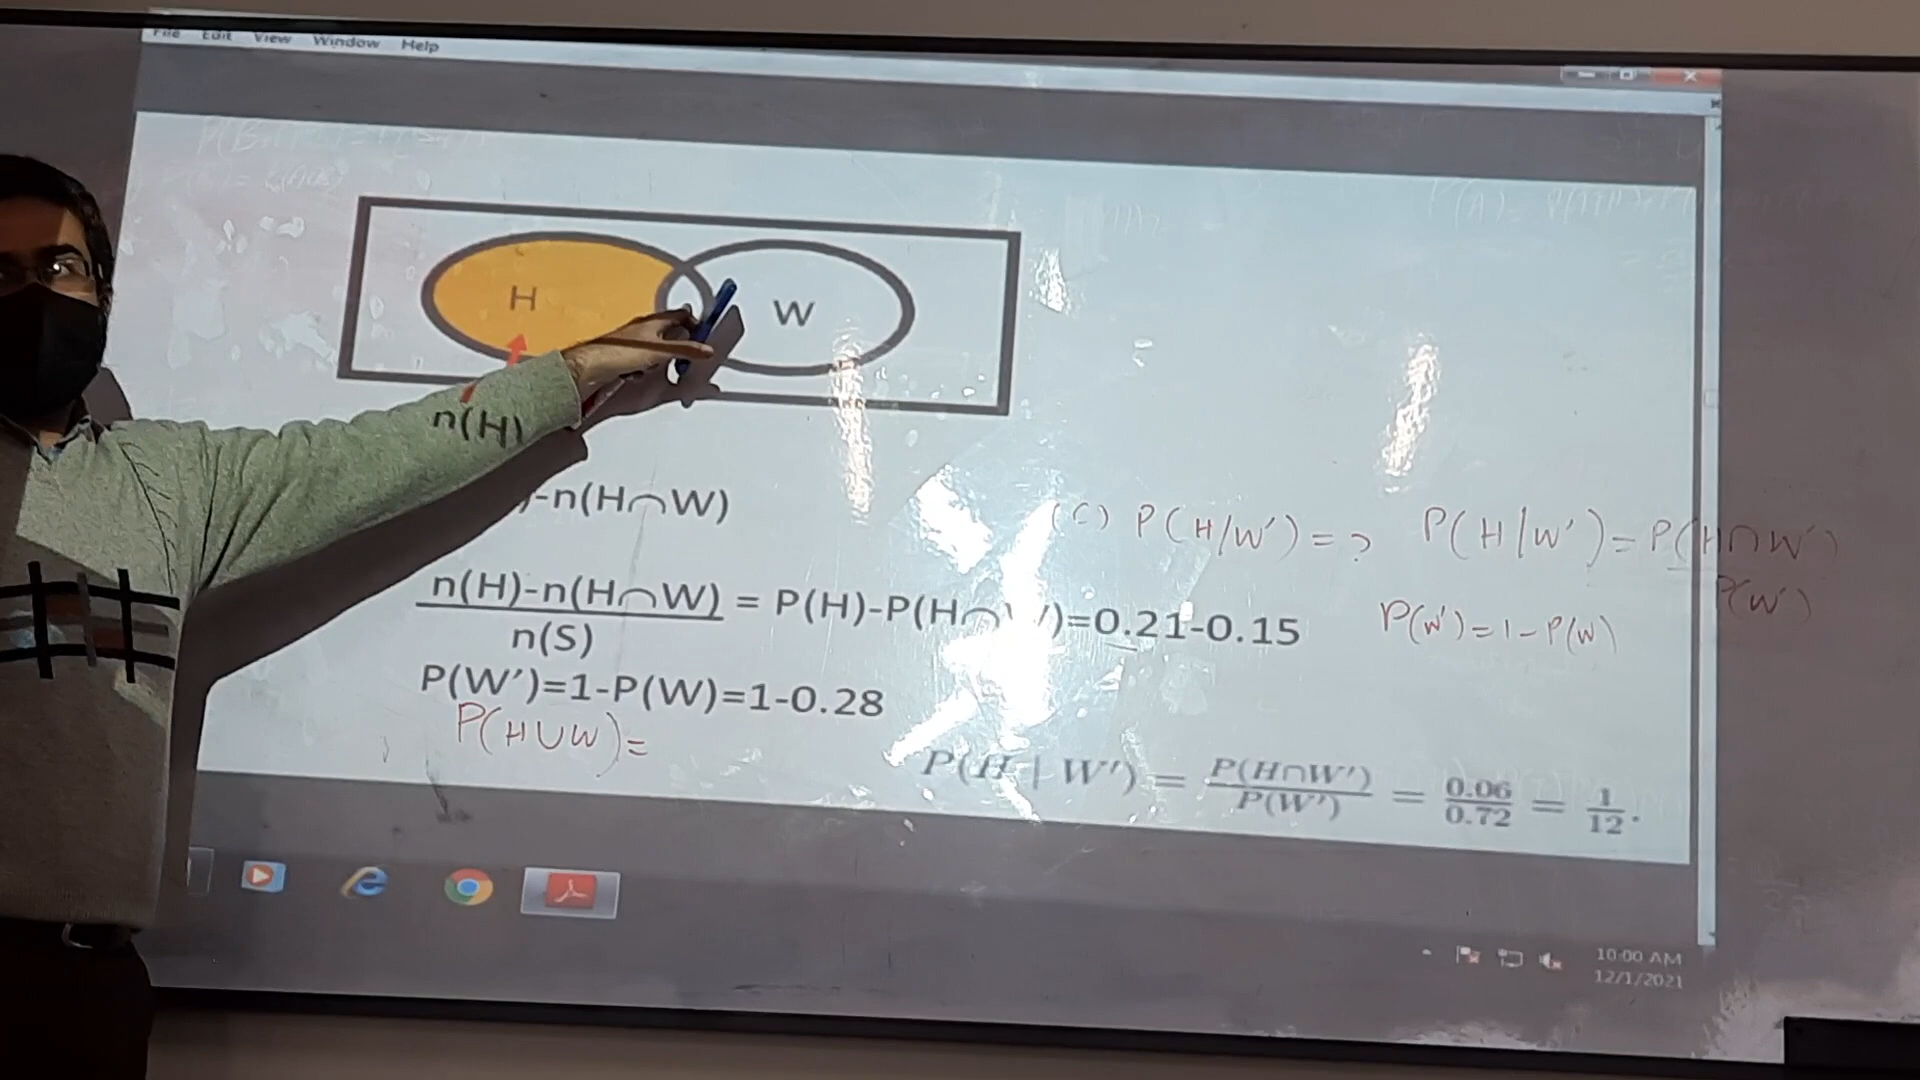 File Edit View Window Help
H
W
n(H)
-n(H∩W)
(C) P(H/W')=? P(H|W')=P(H∩W')
P(W')
n(H)-n(H∩W) = P(H)-P(H∩ )=0.21-0.15
n(S)
P(W')=1-P(W)
P(W')=1-P(W)=1-0.28
P(H∪W)=
P(H | W') = P(H∩W') / P(W') = 0.06 / 0.72 = 1 / 12.
10:00 AM
12/1/2021